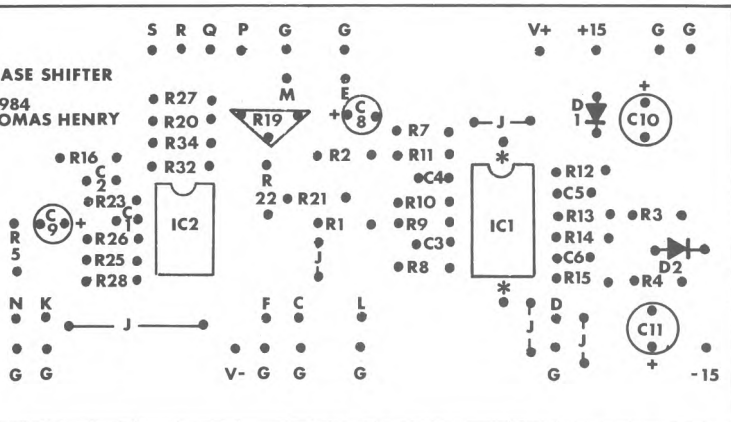 S R Q P G G V+ +15 G G
ASE SHIFTER
984
OMAS HENRY
M E
R27
R20 R19 + C8 D1 + C10
R34 R7 J
R32 R2 R11 *
R16 C2 C4 R12
R23 R22 R21 R10 C5
C9 + C1 IC2 R1 R9 IC1 R13 R3
R5 R26 C3 R14
R25 J C6 D2
R28 R8 R15 R4
*
N K F C L D
J J J C11
+
G G V- G G G G -15